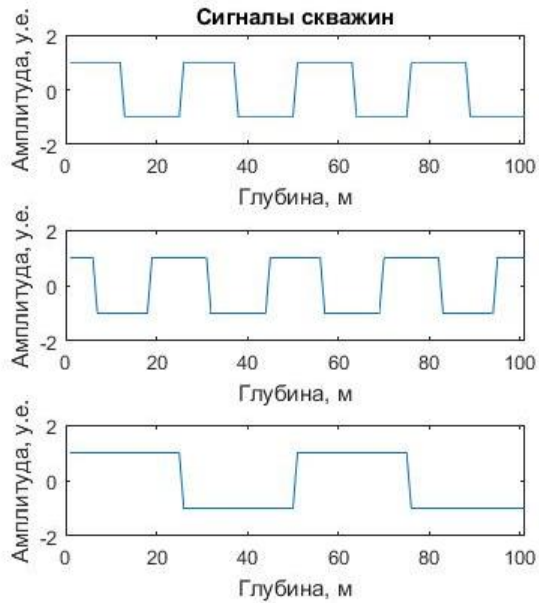 Сигналы скважин
Амплитуда, у.е.
2
0
-2
0 20 40 60 80 100
Глубина, м
Амплитуда, у.е.
2
0
-2
0 20 40 60 80 100
Глубина, м
Амплитуда, у.е.
2
0
-2
0 20 40 60 80 100
Глубина, м